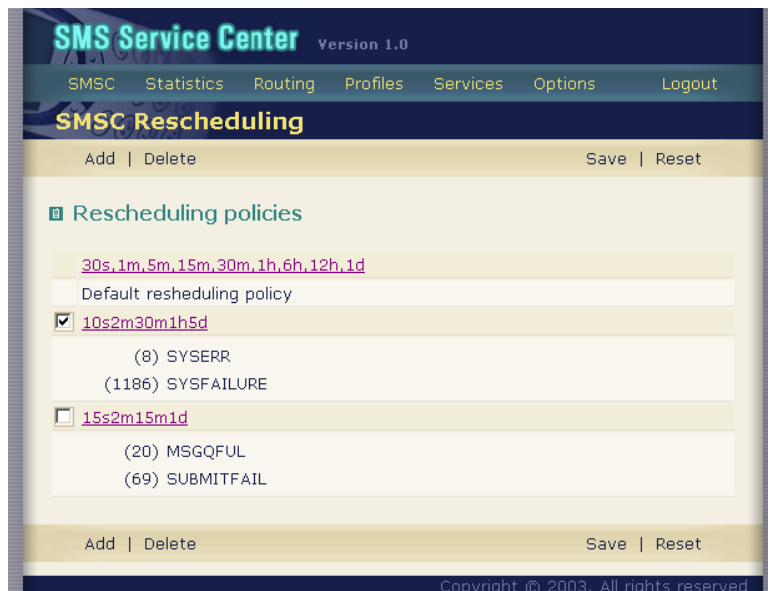 SMS Service Center Version 1.0
SMSC Statistics Routing Profiles Services Options Logout
SMSC Rescheduling
Add | Delete Save | Reset
Rescheduling policies
30s,1m,5m,15m,30m,1h,6h,12h,1d
Default resheduling policy
10s2m30m1h5d
(8) SYSERR
(1186) SYSFAILURE
15s2m15m1d
(20) MSGQFUL
(69) SUBMITFAIL
Add | Delete Save | Reset
Copyright © 2003. All rights reserved